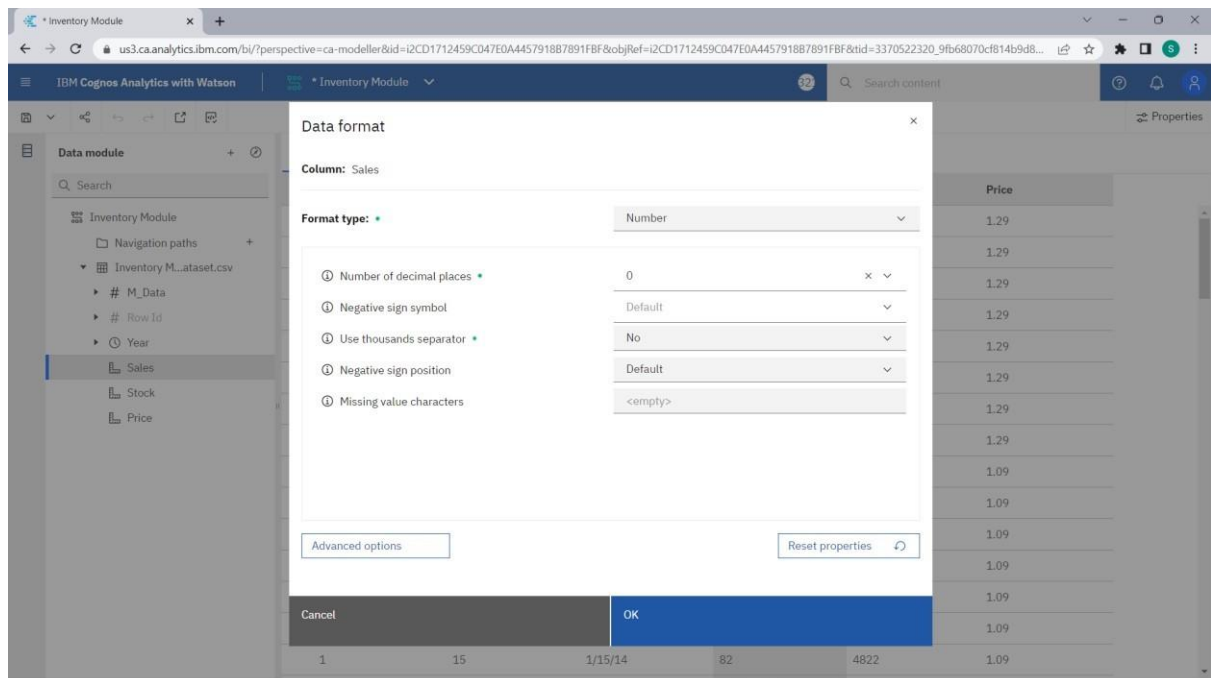 * Inventory Module
us3.ca.analytics.ibm.com/bi/?perspective=ca-modeller&id=i2CD1712459C047E0A4457918B7891FBF&objRef=i2CD1712459C047E0A4457918B7891FBF&tid=3370522320_9fb68070cf814b9d8...
S
IBM Cognos Analytics with Watson
* Inventory Module
32
Search content
Properties
Data module
Search
Inventory Module
Navigation paths
Inventory M...ataset.csv
# M_Data
# Row Id
Year
Sales
Stock
Price
Data format
Column: Sales
Format type:
Number
Number of decimal places
0
Negative sign symbol
Default
Use thousands separator
No
Negative sign position
Default
Missing value characters
<empty>
Advanced options
Reset properties
Cancel
OK
Price
1.29
1.29
1.29
1.29
1.29
1.29
1.29
1.29
1.09
1.09
1.09
1.09
1.09
1.09
1 15 1/15/14 82 4822 1.09